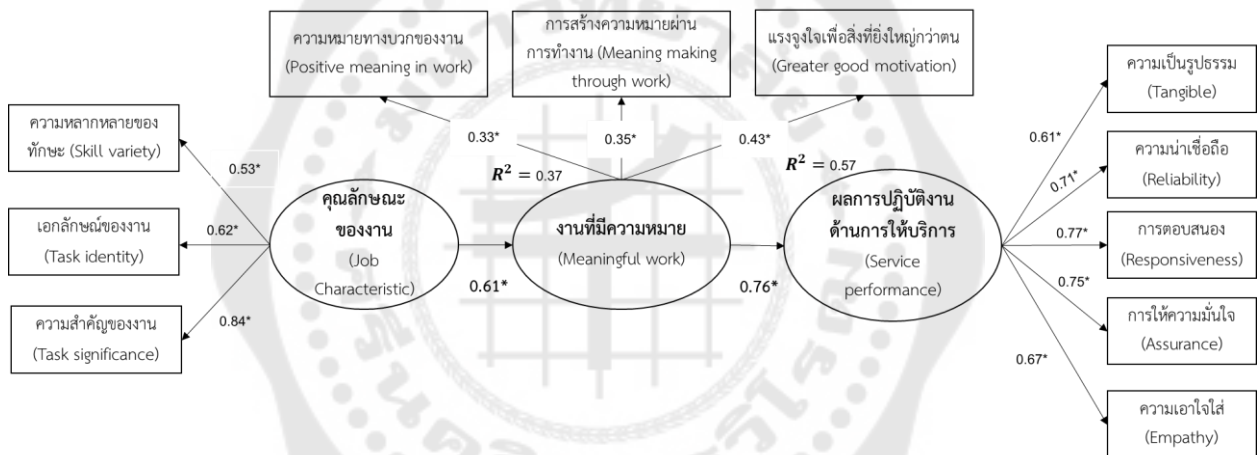 ความหมายทางบวกของงาน
(Positive meaning in work)
การสร้างความหมายผ่าน
การทำงาน (Meaning making
through work)
แรงจูงใจเพื่อสิ่งที่ยิ่งใหญ่กว่าตน
(Greater good motivation)
ความหลากหลายของ
ทักษะ (Skill variety)
เอกลักษณ์ของงาน
(Task identity)
ความสำคัญของงาน
(Task significance)
0.53*
0.62*
0.84*
คุณลักษณะ
ของงาน
(Job
Characteristic)
0.61*
0.33*
0.35*
0.43*
R² = 0.37
งานที่มีความหมาย
(Meaningful work)
0.76*
R² = 0.57
ผลการปฏิบัติงาน
ด้านการให้บริการ
(Service
performance)
0.61*
0.71*
0.77*
0.75*
0.67*
ความเป็นรูปธรรม
(Tangible)
ความน่าเชื่อถือ
(Reliability)
การตอบสนอง
(Responsiveness)
การให้ความมั่นใจ
(Assurance)
ความเอาใจใส่
(Empathy)